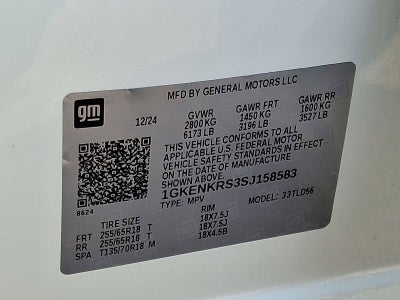 gm
MFD BY GENERAL MOTORS LLC
12/24 GVWR GAWR FRT GAWR RR
2800 KG 1450 KG 1600 KG
6173 LB 3196 LB 3527 LB
THIS VEHICLE CONFORMS TO ALL
APPLICABLE U.S. FEDERAL MOTOR
VEHICLE SAFETY STANDARDS IN EFFECT
ON THE DATE OF MANUFACTURE
1GKENKRS3SJ158583
8624 TYPE: MPV MODEL: 33TLD56
TIRE SIZE RIM
FRT 255/65R18 T 18X7.5J
RR 255/65R18 T 18X7.5J
SPA T135/70R18 M 18X4.5B